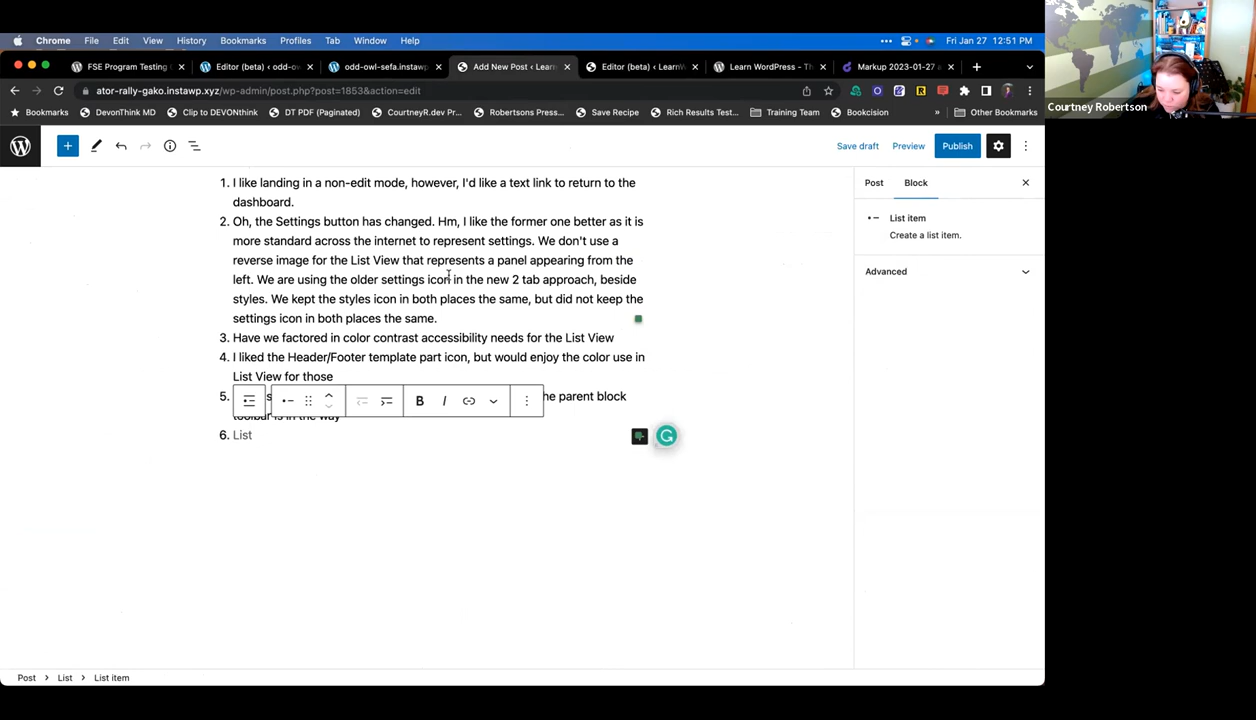 Chrome File Edit View History Bookmarks Profiles Tab Window Help
Fri Jan 27 12:51 PM
FSE Program Testing
Editor (beta) ‹ odd-o
odd-owl-sefa.instawp
Add New Post ‹ Learn
Editor (beta) ‹ LearnW
Learn WordPress - Th
Markup 2023-01-27 a
ator-rally-gako.instawp.xyz/wp-admin/post.php?post=1853&action=edit
Bookmarks DevonThink MD Clip to DEVONthink DT PDF (Paginated) CourtneyR.dev Pr... Robertsons Press... Save Recipe Rich Results Test... Training Team Bookcision » Other Bookmarks
Courtney Robertson
Save draft Preview Publish
1. I like landing in a non-edit mode, however, I'd like a text link to return to the
dashboard.
2. Oh, the Settings button has changed. Hm, I like the former one better as it is
more standard across the internet to represent settings. We don't use a
reverse image for the List View that represents a panel appearing from the
left. We are using the older settings icon in the new 2 tab approach, beside
styles. We kept the styles icon in both places the same, but did not keep the
settings icon in both places the same.
3. Have we factored in color contrast accessibility needs for the List View
4. I liked the Header/Footer template part icon, but would enjoy the color use in
List View for those
5. he parent block
toolbar is in the way
B I
6. List
Post Block
List item
Create a list item.
Advanced
Post List List item